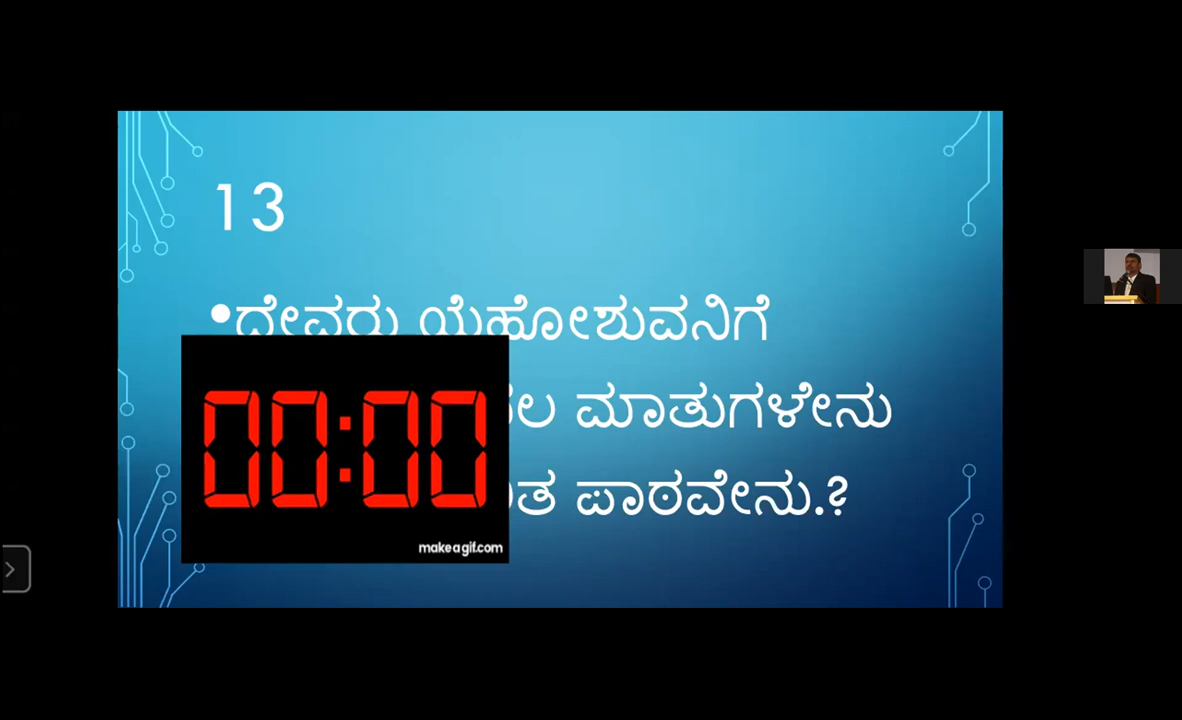 13
•ದೇವರು ಯೆಹೋಶುವನಿಗೆ
ಮಾತುಗಳೇನು
ಪಾಠವೇನು.?
00:00
makeagif.com